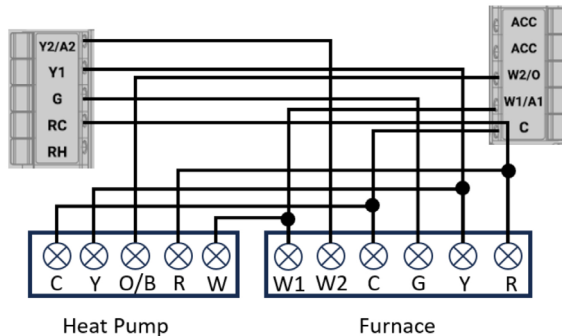 Y2/A2
Y1
G
RC
RH
ACC
ACC
W2/O
W1/A1
C
C Y O/B R W
W1 W2 C G Y R
Heat Pump
Furnace